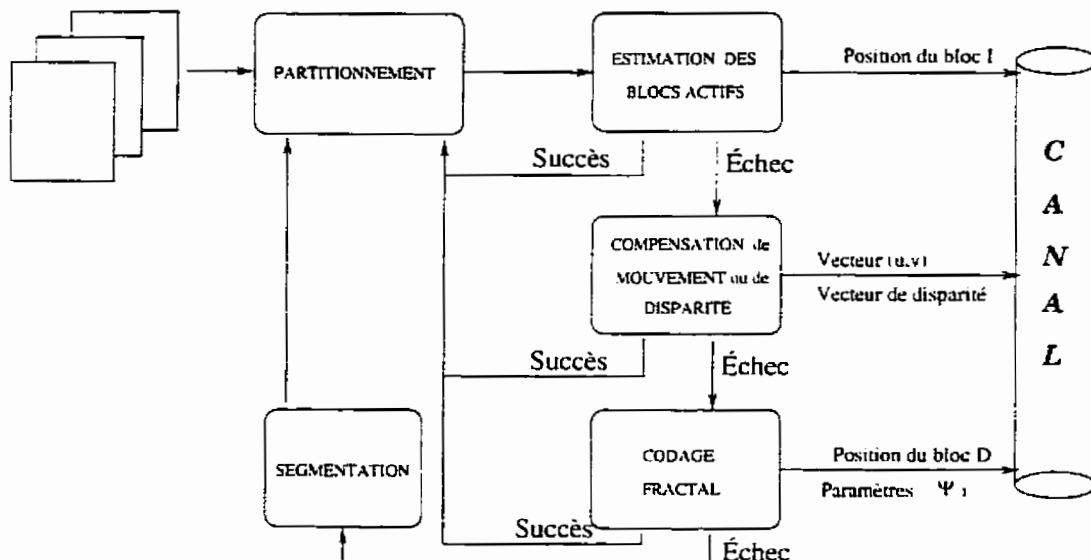 PARTITIONNEMENT
ESTIMATION DES
BLOCS ACTIFS
Position du bloc I
Succès
Échec
COMPENSATION de
MOUVEMENT ou de
DISPARITE
Vecteur (u,v)
Vecteur de disparité
Succès
Échec
SEGMENTATION
CODAGE
FRACTAL
Position du bloc D
Paramètres Ψ i
Succès
Échec
C
A
N
A
L